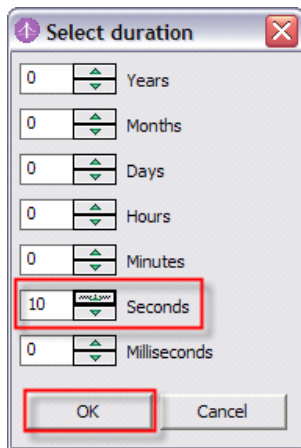 Select duration
0 Years
0 Months
0 Days
0 Hours
0 Minutes
10 Seconds
0 Milliseconds
OK Cancel